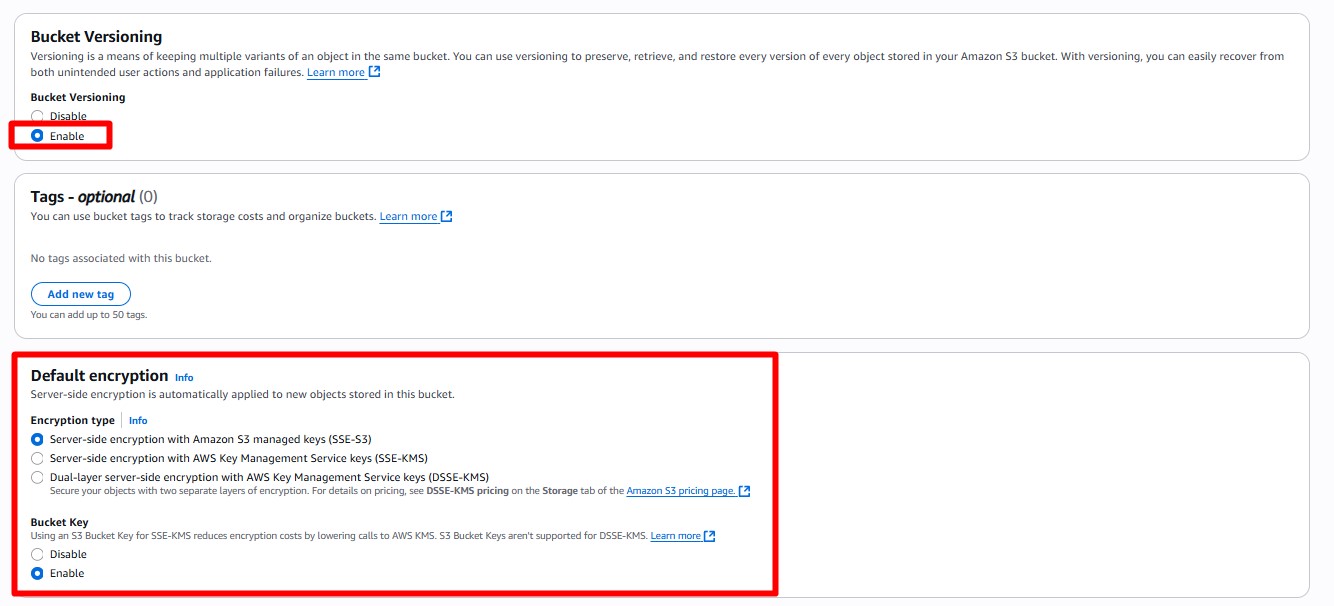 Bucket Versioning
Versioning is a means of keeping multiple variants of an object in the same bucket. You can use versioning to preserve, retrieve, and restore every version of every object stored in your Amazon S3 bucket. With versioning, you can easily recover from
both unintended user actions and application failures. Learn more
Bucket Versioning
Disable
Enable
Tags - optional (0)
You can use bucket tags to track storage costs and organize buckets. Learn more
No tags associated with this bucket.
Add new tag
You can add up to 50 tags.
Default encryption Info
Server-side encryption is automatically applied to new objects stored in this bucket.
Encryption type Info
Server-side encryption with Amazon S3 managed keys (SSE-S3)
Server-side encryption with AWS Key Management Service keys (SSE-KMS)
Dual-layer server-side encryption with AWS Key Management Service keys (DSSE-KMS)
Secure your objects with two separate layers of encryption. For details on pricing, see DSSE-KMS pricing on the Storage tab of the Amazon S3 pricing page.
Bucket Key
Using an S3 Bucket Key for SSE-KMS reduces encryption costs by lowering calls to AWS KMS. S3 Bucket Keys aren't supported for DSSE-KMS. Learn more
Disable
Enable